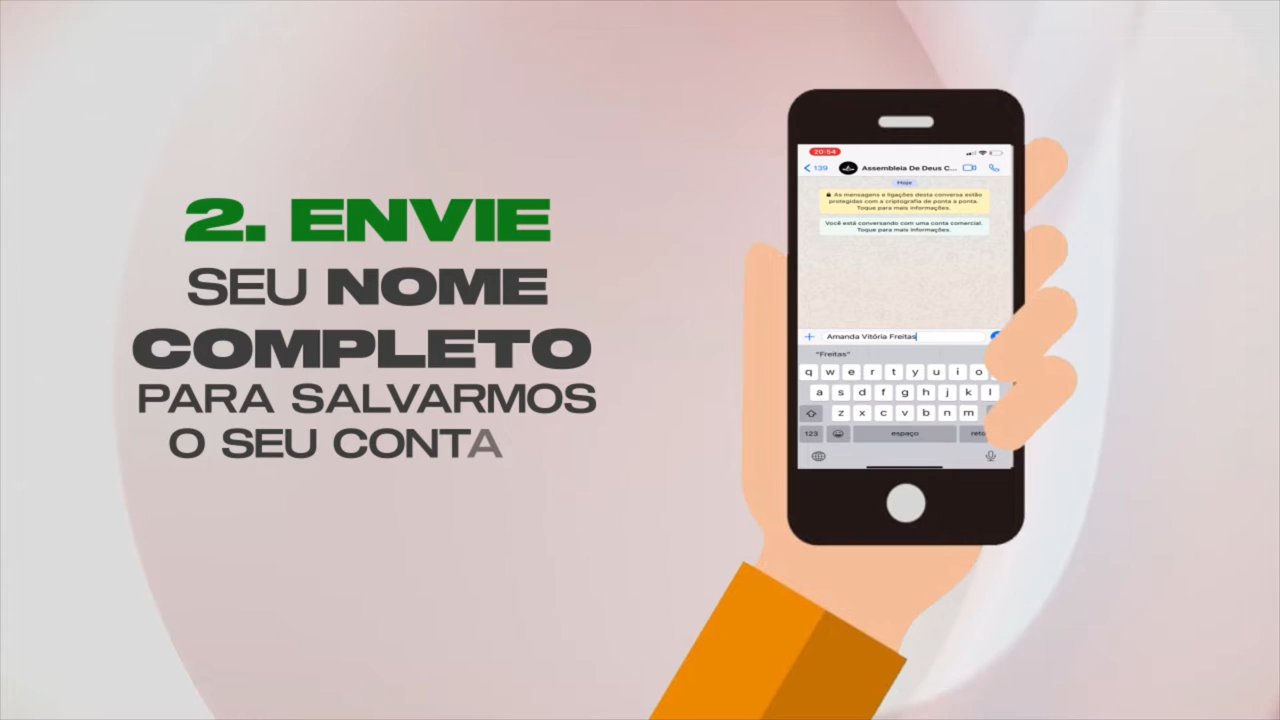 2. ENVIE
SEU NOME
COMPLETO
PARA SALVARMOS
O SEU CONTA
20:54
139
Assembleia De Deus C...
Hoje
As mensagens e ligações desta conversa estão
protegidas com a criptografia de ponta a ponta.
Toque para mais informações.
Você está conversando com uma conta comercial.
Toque para mais informações.
Amanda Vitória Freitas
"Freitas"
q w e r t y u i o
a s d f g h j k l
z x c v b n m
123 espaço reto